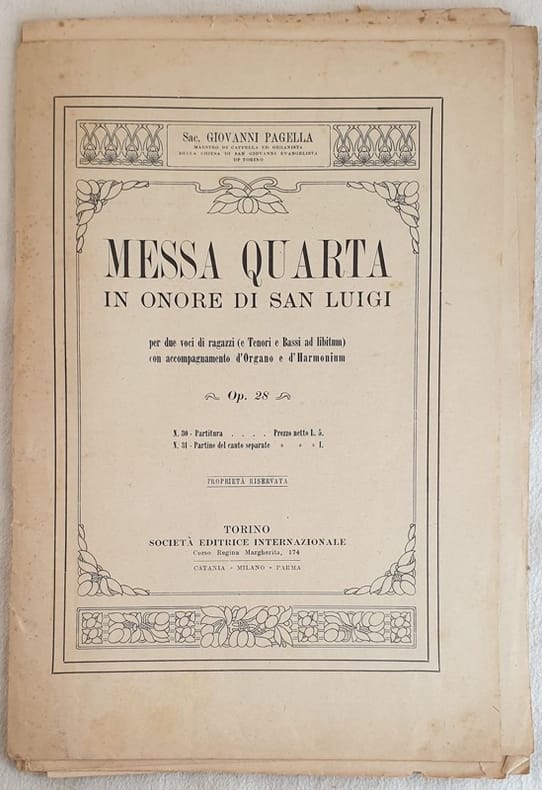 Sac. GIOVANNI PAGELLA
MAESTRO DI CAPPELLA ED ORGANISTA
DELLA CHIESA DI SAN GIOVANNI EVANGELISTA
DI TORINO
MESSA QUARTA
IN ONORE DI SAN LUIGI
per due voci di ragazzi (e Tenori e Bassi ad libitum)
con accompagnamento d'Organo e d'Harmonium
Op. 28
N. 30 - Partitura . . . . Prezzo netto L. 5.
N. 31 - Partine del canto separate » » » 1.
PROPRIETÀ RISERVATA
TORINO
SOCIETÀ EDITRICE INTERNAZIONALE
Corso Regina Margherita, 174
CATANIA - MILANO - PARMA